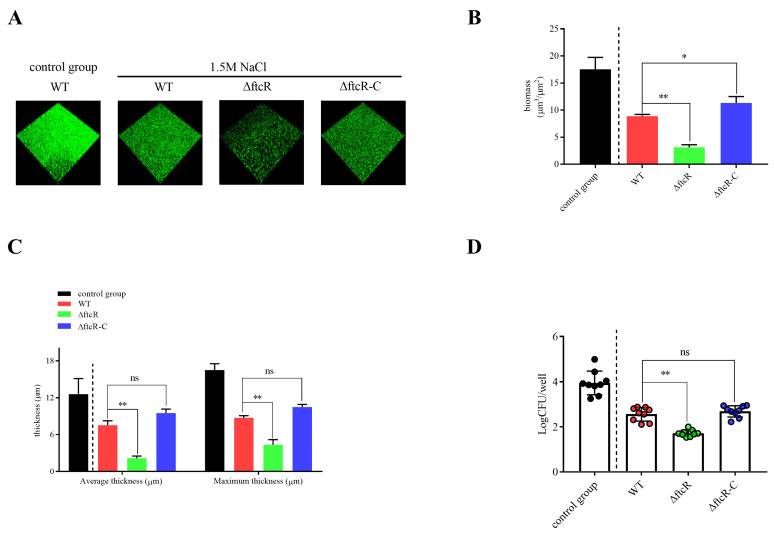 A
control group
1.5M NaCl
WT
WT
ΔftcR
ΔftcR-C
B
biomass
(μm³/μm²)
25
20
15
10
5
0
*
**
control group
WT
ΔftcR
ΔftcR-C
C
control group
WT
ΔftcR
ΔftcR-C
thickness (μm)
18
12
6
0
ns
**
ns
**
Average thickness (μm)
Maximum thickness (μm)
D
LogCFU/well
6
4
2
0
ns
**
control group
WT
ΔftcR
ΔftcR-C